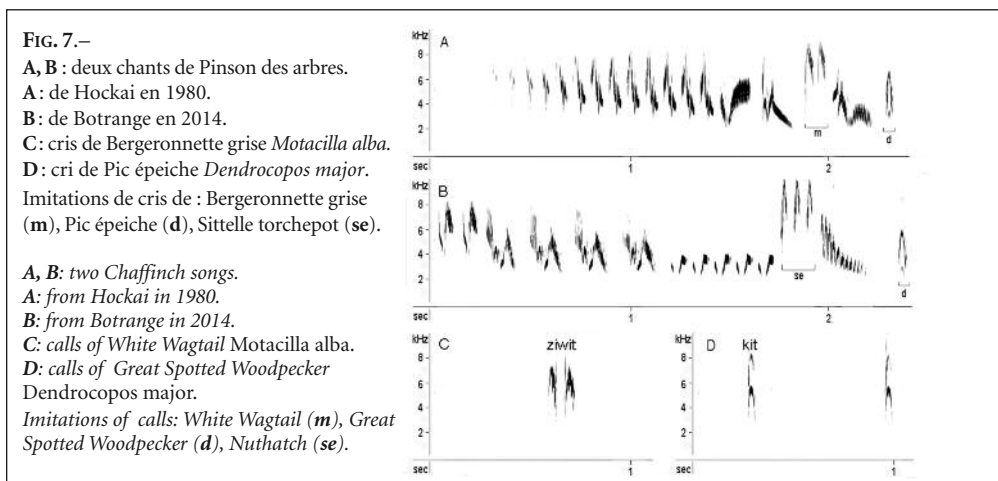 FIG. 7.–
A, B : deux chants de Pinson des arbres.
A : de Hockai en 1980.
B : de Botrange en 2014.
C : cris de Bergeronnette grise Motacilla alba.
D : cri de Pic épeiche Dendrocopos major.
Imitations de cris de : Bergeronnette grise
(m), Pic épeiche (d), Sittelle torchepot (se).
A, B: two Chaffinch songs.
A: from Hockai in 1980.
B: from Botrange in 2014.
C: calls of White Wagtail Motacilla alba.
D: calls of Great Spotted Woodpecker
Dendrocopos major.
Imitations of calls: White Wagtail (m), Great
Spotted Woodpecker (d), Nuthatch (se).
kHz A
8
6
4
2
m d
sec 1 2
kHz B
8
6
4
2
se d
sec 1 2
kHz C ziwit
8
6
4
2
sec 1
kHz D kit
8
6
4
2
sec 1